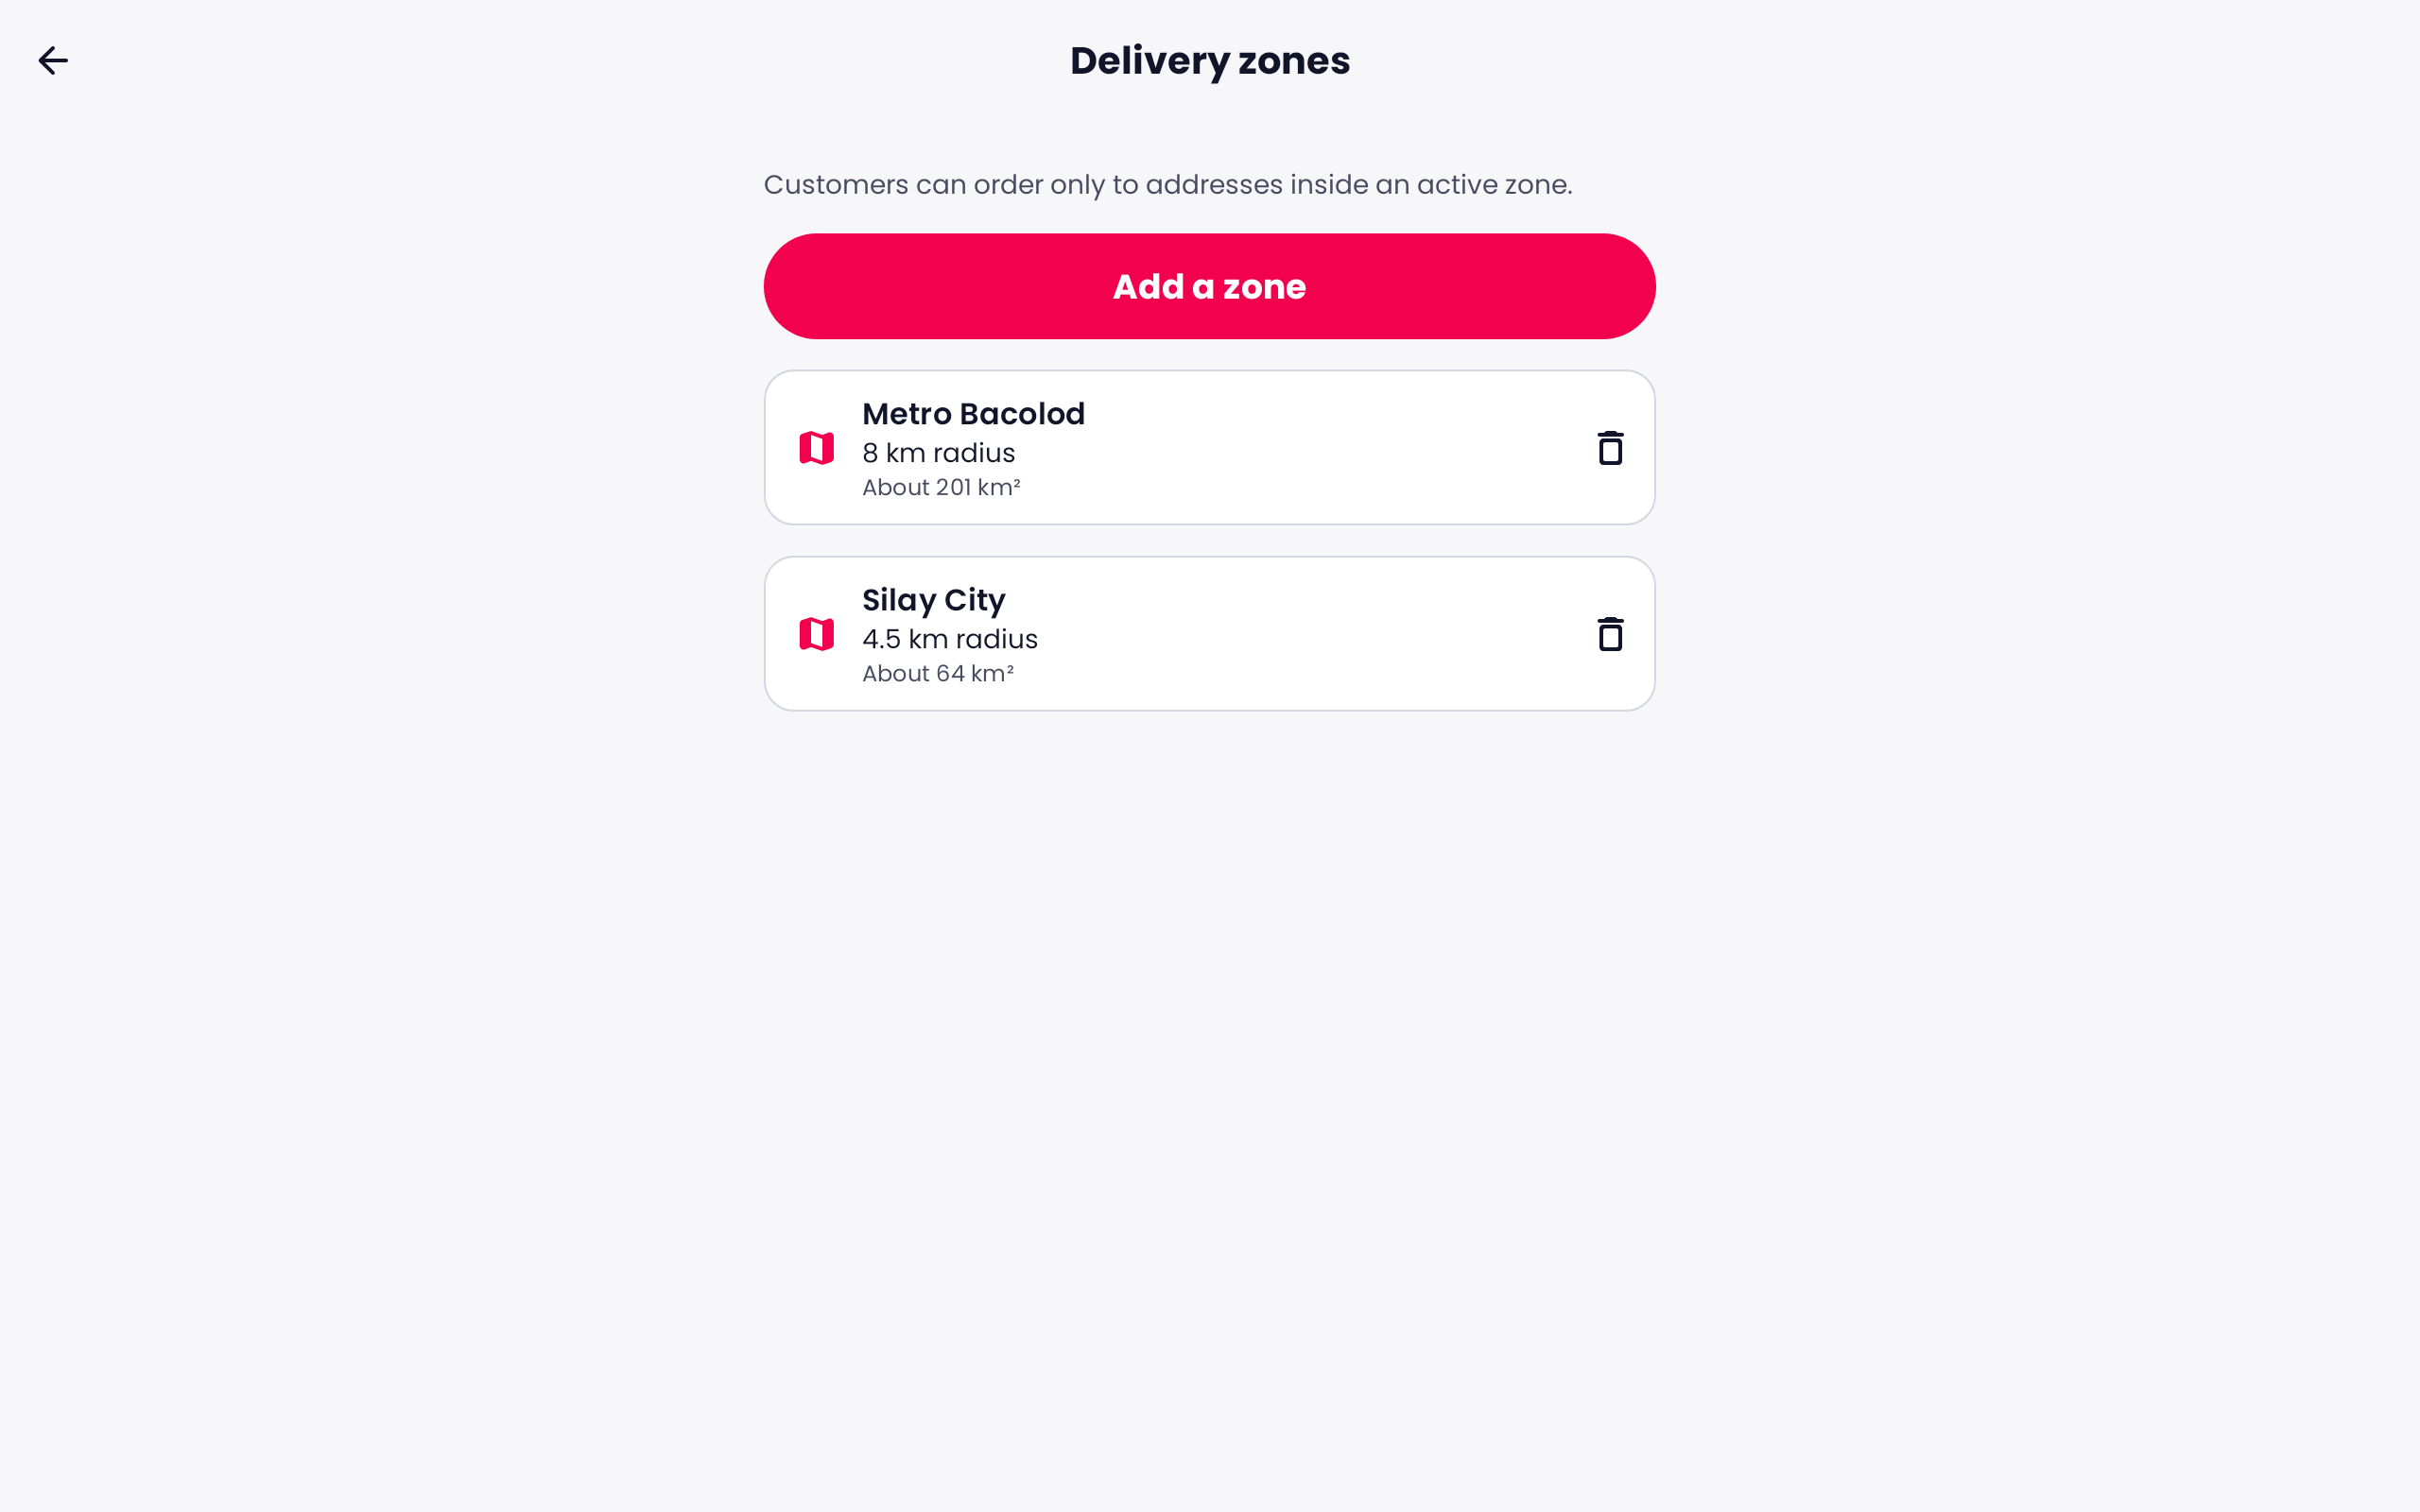 Delivery zones
Customers can order only to addresses inside an active zone.
Add a zone
Metro Bacolod
8 km radius
About 201 km²
Silay City
4.5 km radius
About 64 km²